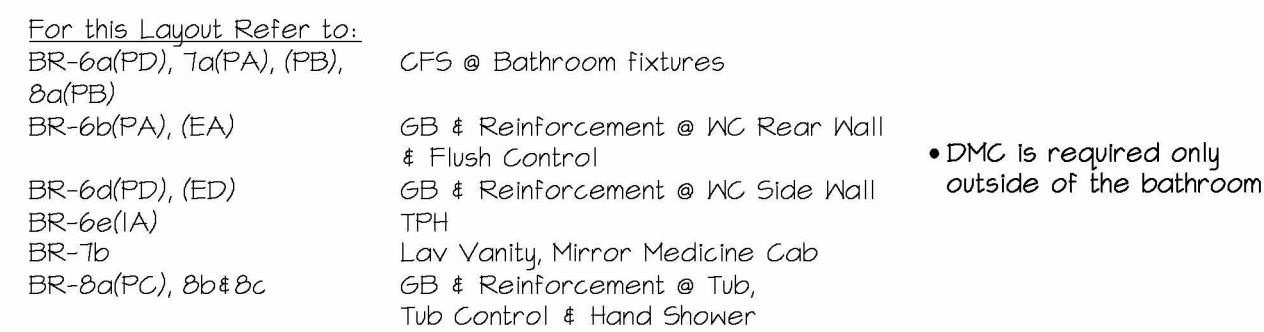 For this Layout Refer to:
BR-6a(PD), 7a(PA), (PB), CFS @ Bathroom fixtures
8a(PB)
BR-6b(PA), (EA) GB & Reinforcement @ WC Rear Wall
& Flush Control
BR-6d(PD), (ED) GB & Reinforcement @ WC Side Wall
BR-6e(IA) TPH
BR-7b Lav Vanity, Mirror Medicine Cab
BR-8a(PC), 8b&8c GB & Reinforcement @ Tub,
Tub Control & Hand Shower
• DMC is required only
outside of the bathroom